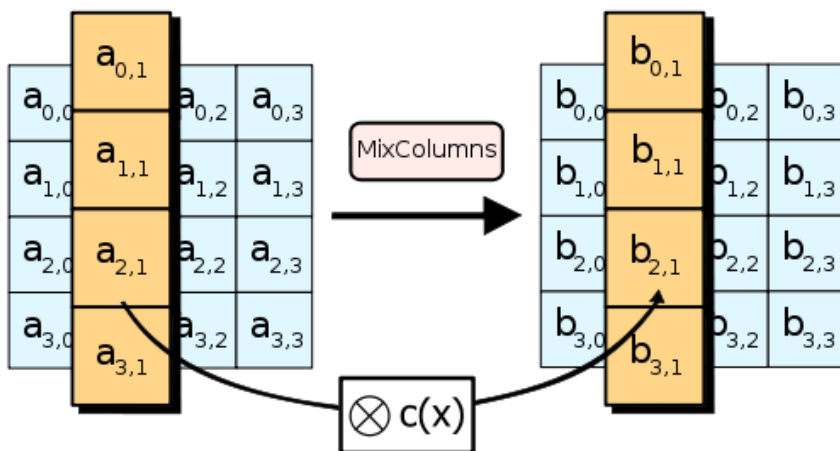 a0,0 a0,1 a0,2 a0,3
a1,0 a1,1 a1,2 a1,3
a2,0 a2,1 a2,2 a2,3
a3,0 a3,1 a3,2 a3,3
MixColumns
b0,0 b0,1 b0,2 b0,3
b1,0 b1,1 b1,2 b1,3
b2,0 b2,1 b2,2 b2,3
b3,0 b3,1 b3,2 b3,3
⊗ c(x)